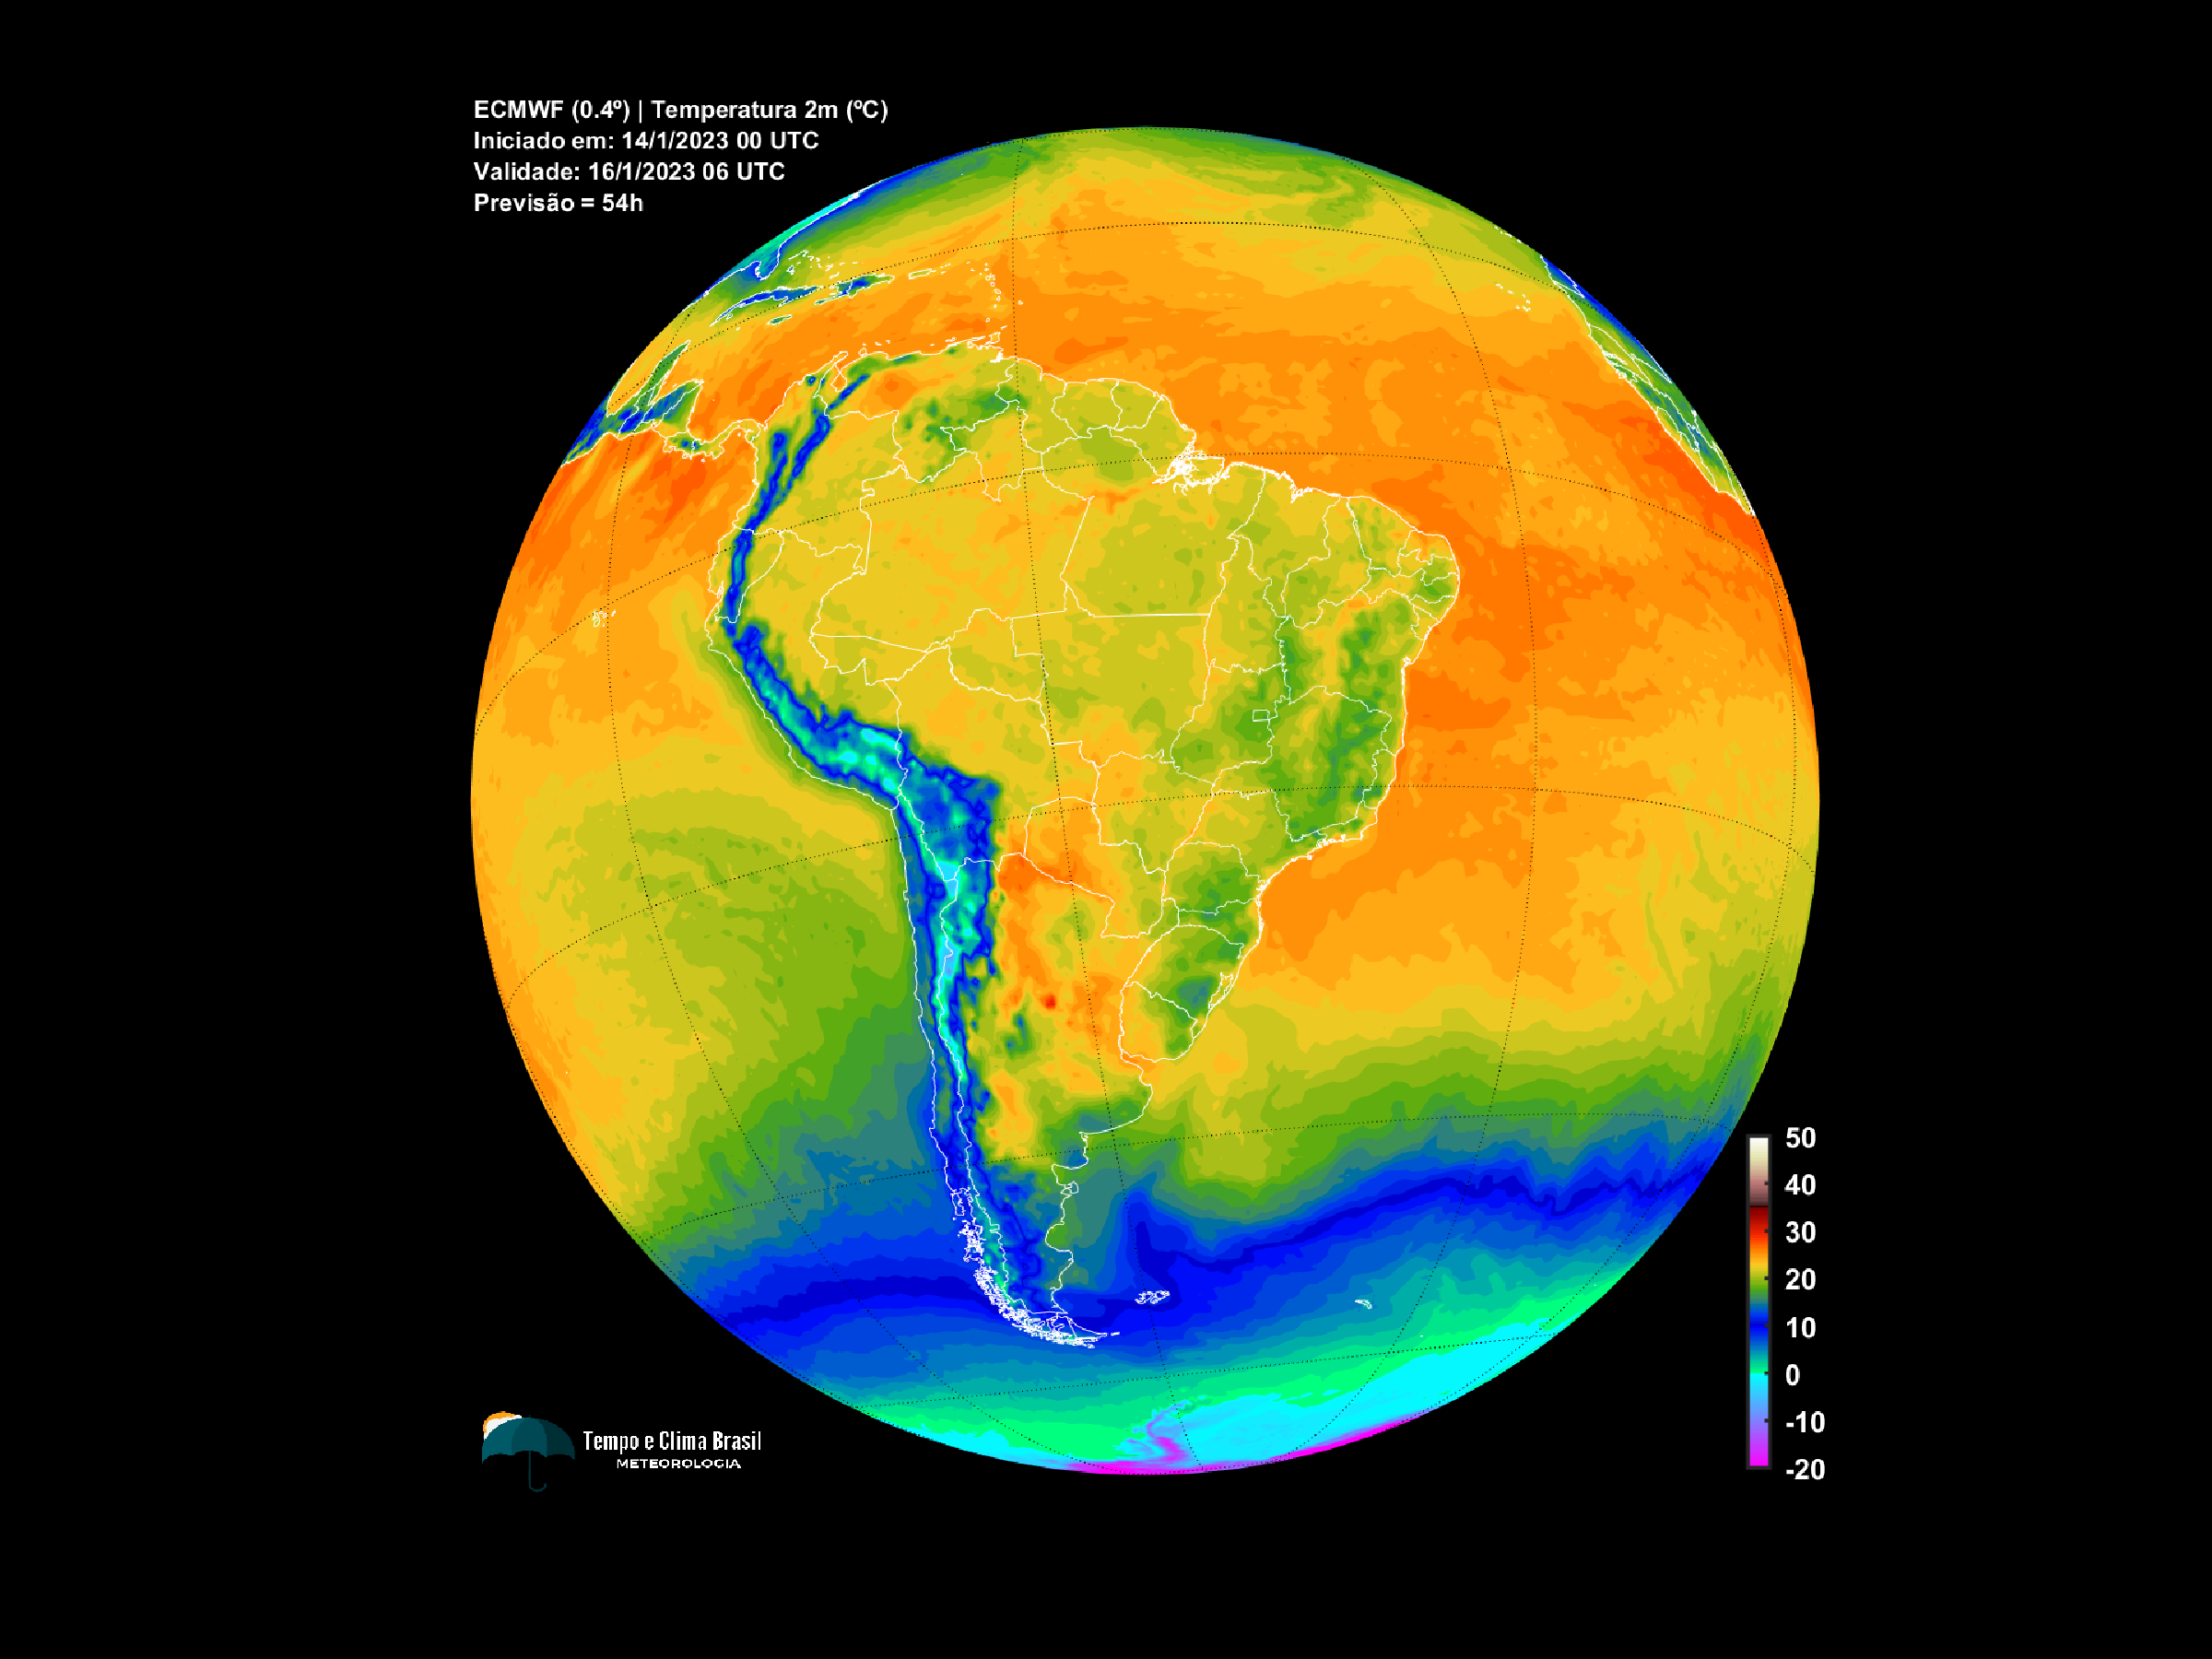 ECMWF (0.4º) | Temperatura 2m (ºC)
Iniciado em: 14/1/2023 00 UTC
Validade: 16/1/2023 06 UTC
Previsão = 54h
50
40
30
20
10
0
-10
-20
Tempo e Clima Brasil
METEOROLOGIA